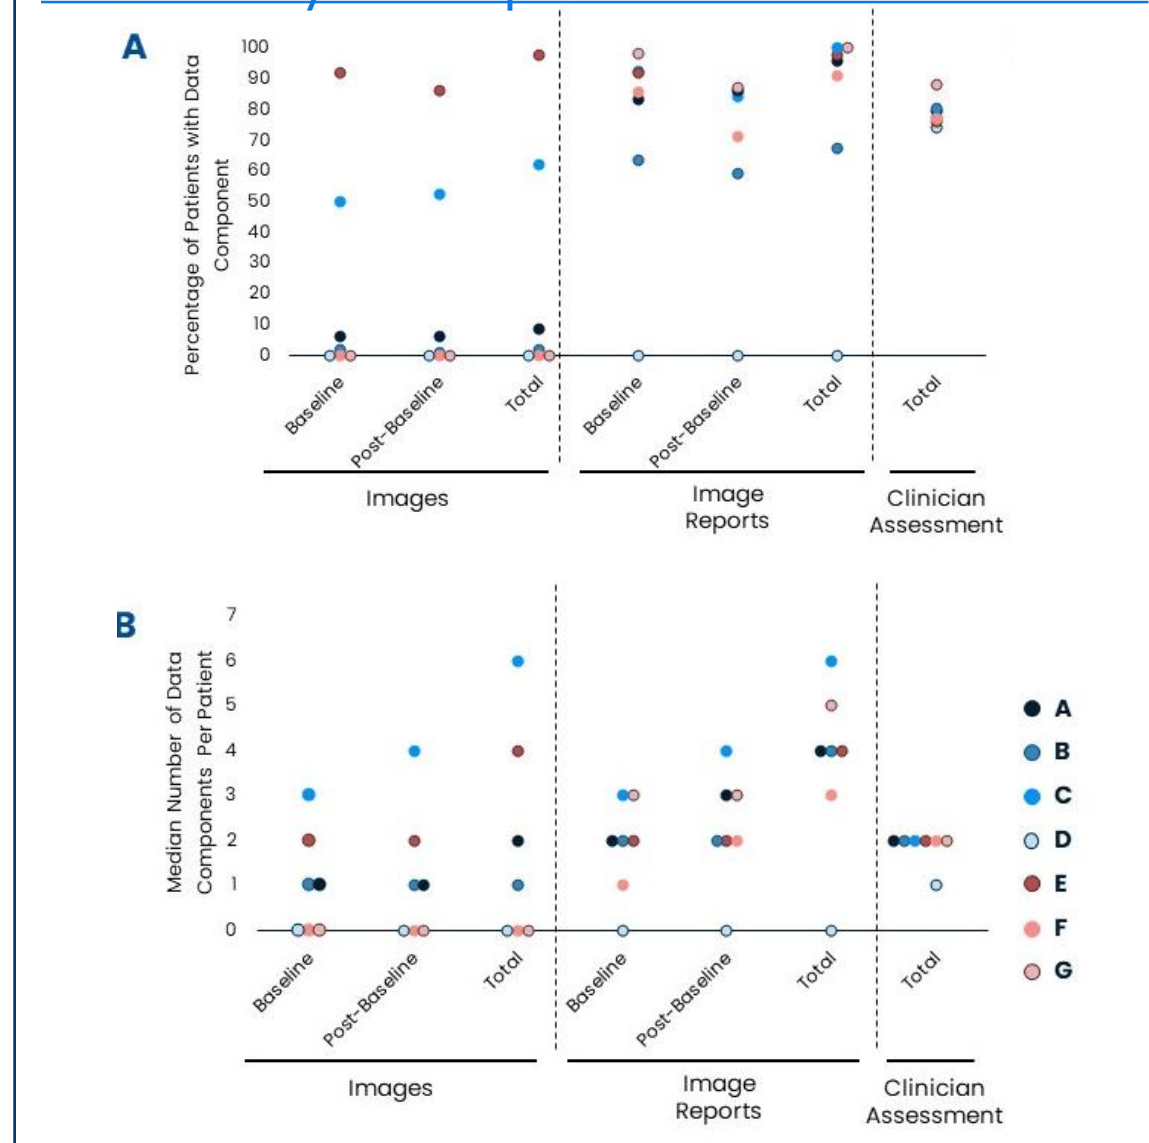 A
Percentage of Patients with Data
Component
100
90
80
70
60
50
40
30
20
10
0
Baseline
Post-Baseline
Total
Baseline
Post-Baseline
Total
Total
Images
Image
Reports
Clinician
Assessment
B
Median Number of Data
Components Per Patient
7
6
5
4
3
2
1
0
Baseline
Post-Baseline
Total
Baseline
Post-Baseline
Total
Total
Images
Image
Reports
Clinician
Assessment
A
B
C
D
E
F
G